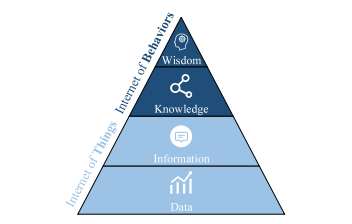 Internet of Behaviors
Wisdom
Knowledge
Internet of Things
Information
Data